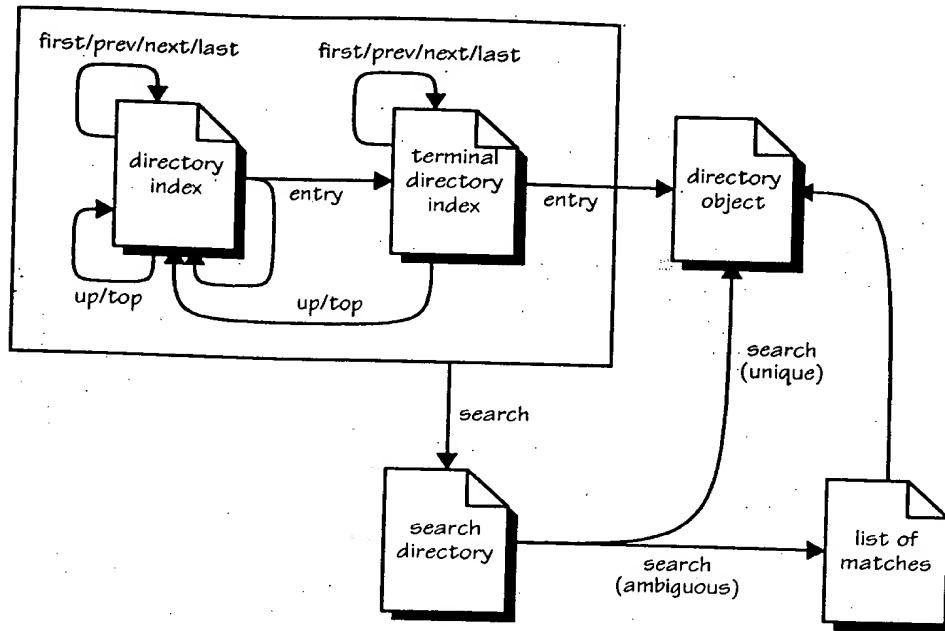 first/prev/next/last
first/prev/next/last
directory
index
entry
terminal
directory
index
entry
directory
object
up/top
up/top
search
(unique)
search
search
directory
search
(ambiguous)
list of
matches